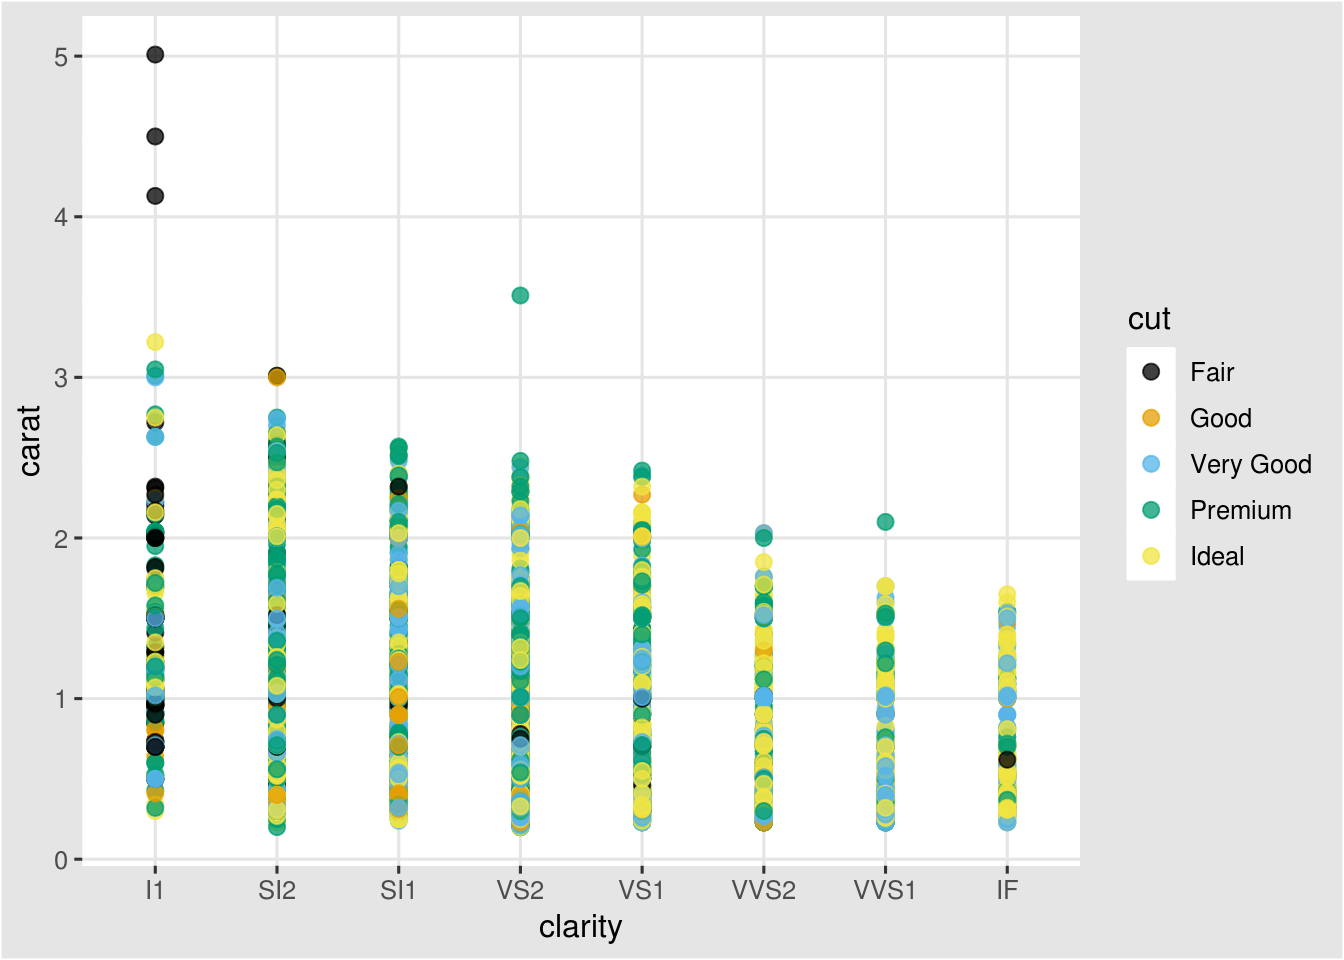 5
4
3
2
1
0
carat
I1 SI2 SI1 VS2 VS1 VVS2 VVS1 IF
clarity
cut
Fair
Good
Very Good
Premium
Ideal